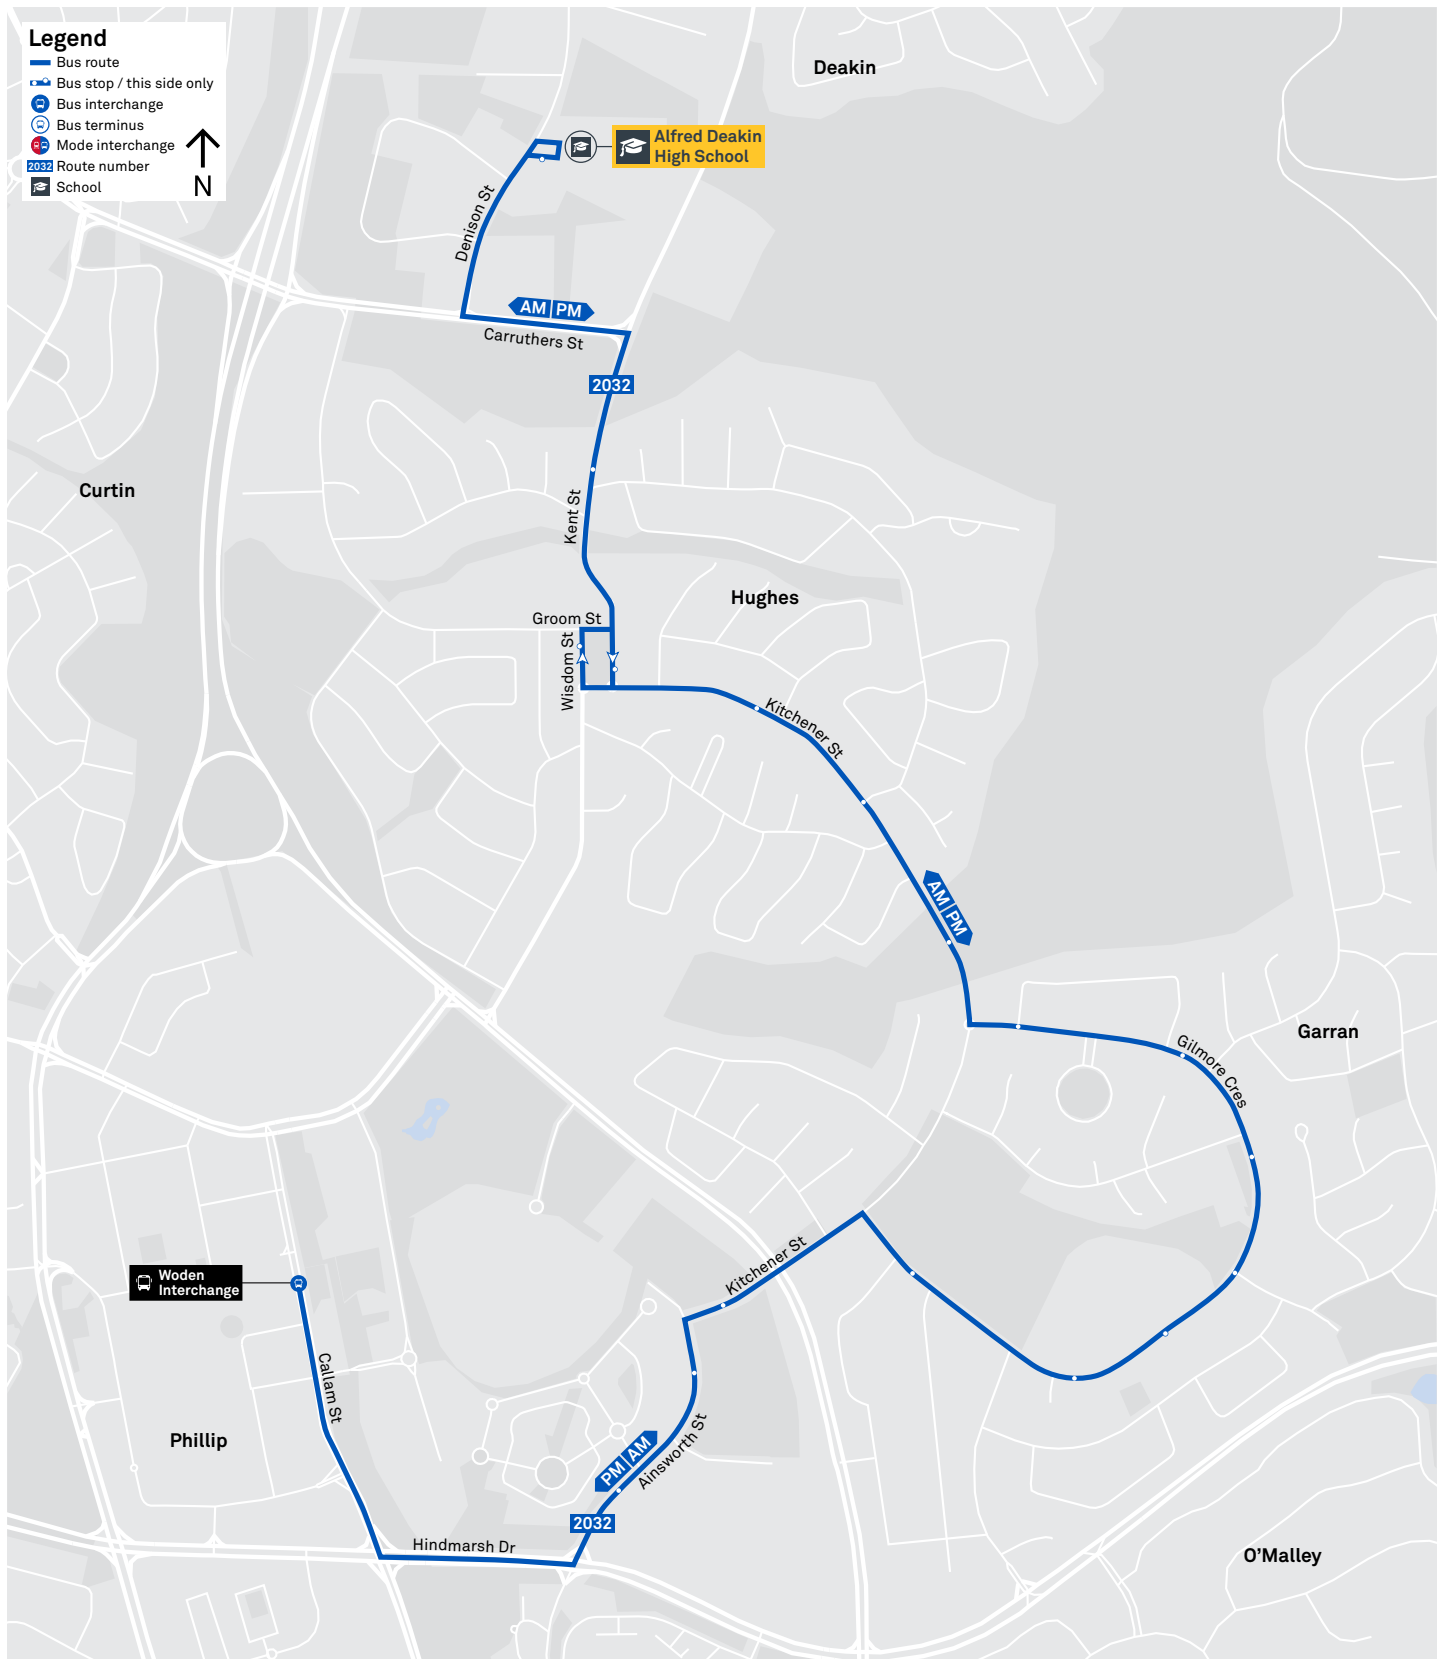 Legend
Bus route
Bus stop / this side only
Bus interchange
Bus terminus
Mode interchange
2032 Route number
School
N
Deakin
Alfred Deakin
High School
Denison St
AM PM
Carruthers St
2032
Curtin
Kent St
Hughes
Groom St
Wisdom St
Kitchener St
AM PM
Garran
Gilmore Cres
Kitchener St
Woden
Interchange
Callam St
Phillip
PM AM
Ainsworth St
2032
Hindmarsh Dr
O'Malley